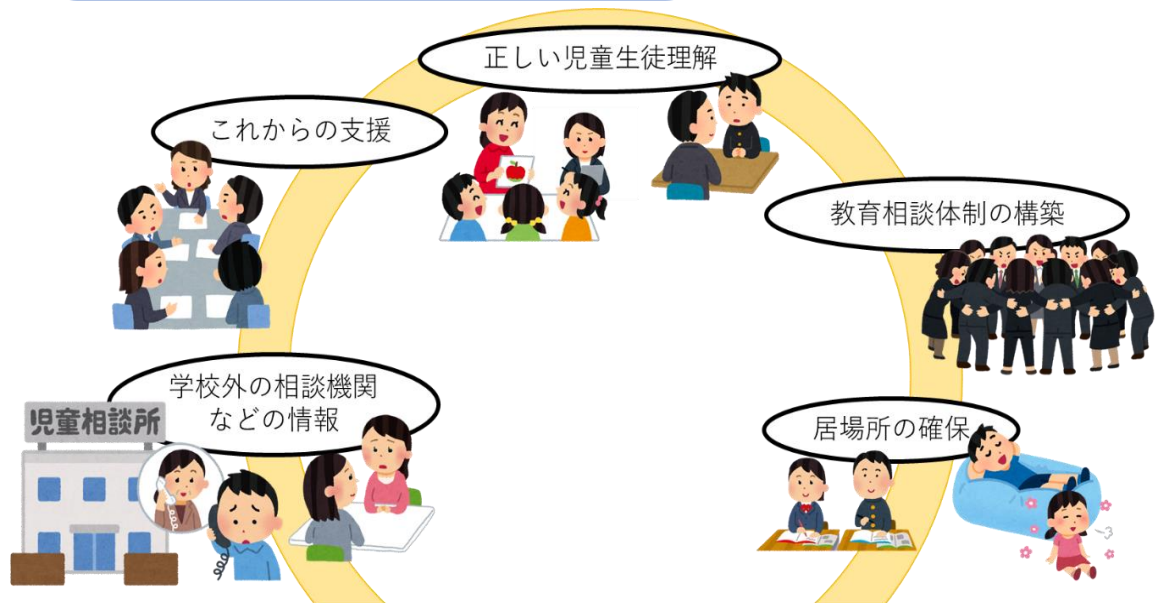 正しい児童生徒理解
これからの支援
教育相談体制の構築
学校外の相談機関
などの情報
児童相談所
居場所の確保